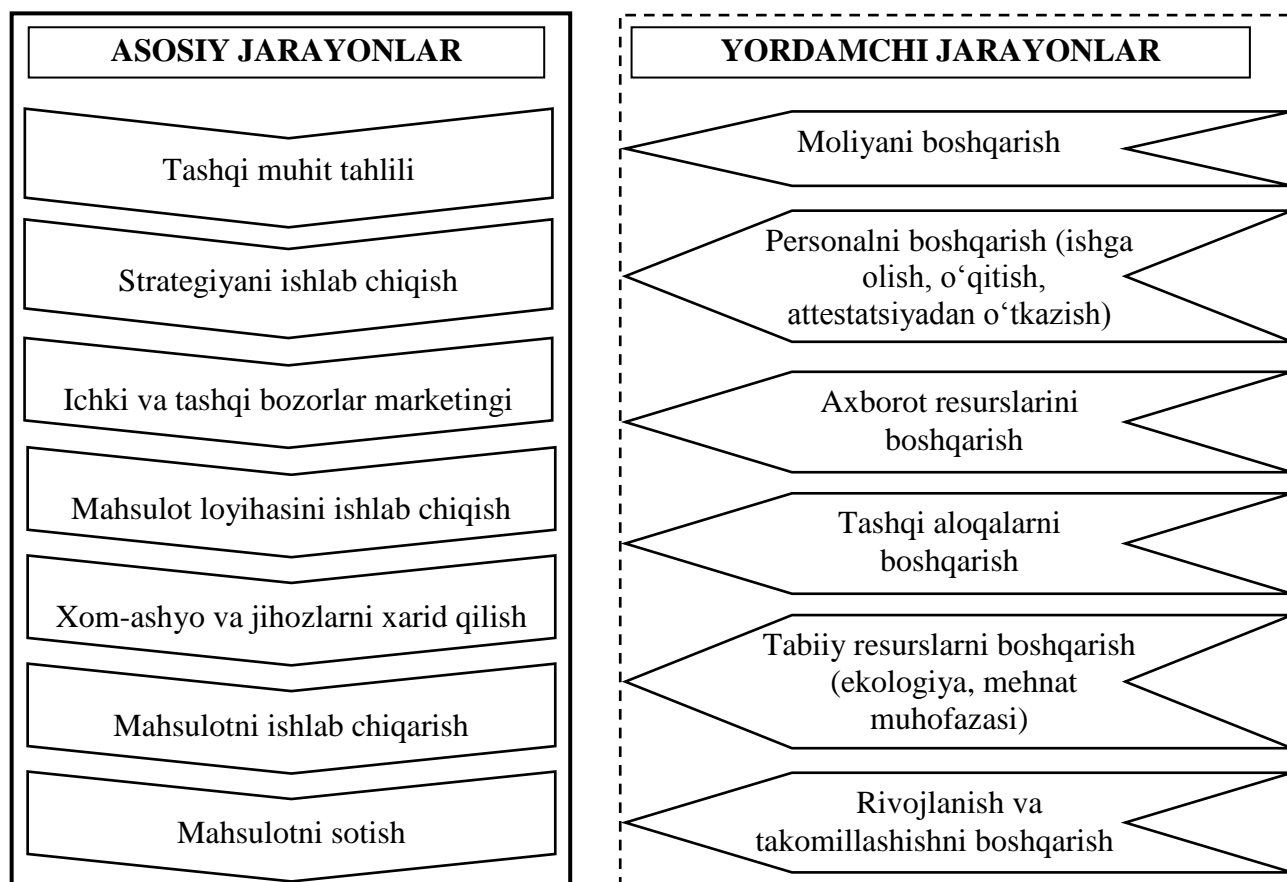 ASOSIY JARAYONLAR
Tashqi muhit tahlili
Strategiyani ishlab chiqish
Ichki va tashqi bozorlar marketingi
Mahsulot loyihasini ishlab chiqish
Xom-ashyo va jihozlarni xarid qilish
Mahsulotni ishlab chiqarish
Mahsulotni sotish
YORDAMCHI JARAYONLAR
Moliyani boshqarish
Personalni boshqarish (ishga
olish, o‘qitish,
attestatsiyadan o‘tkazish)
Axborot resurslarini
boshqarish
Tashqi aloqalarni
boshqarish
Tabiiy resurslarni boshqarish
(ekologiya, mehnat
muhofazasi)
Rivojlanish va
takomillashishni boshqarish